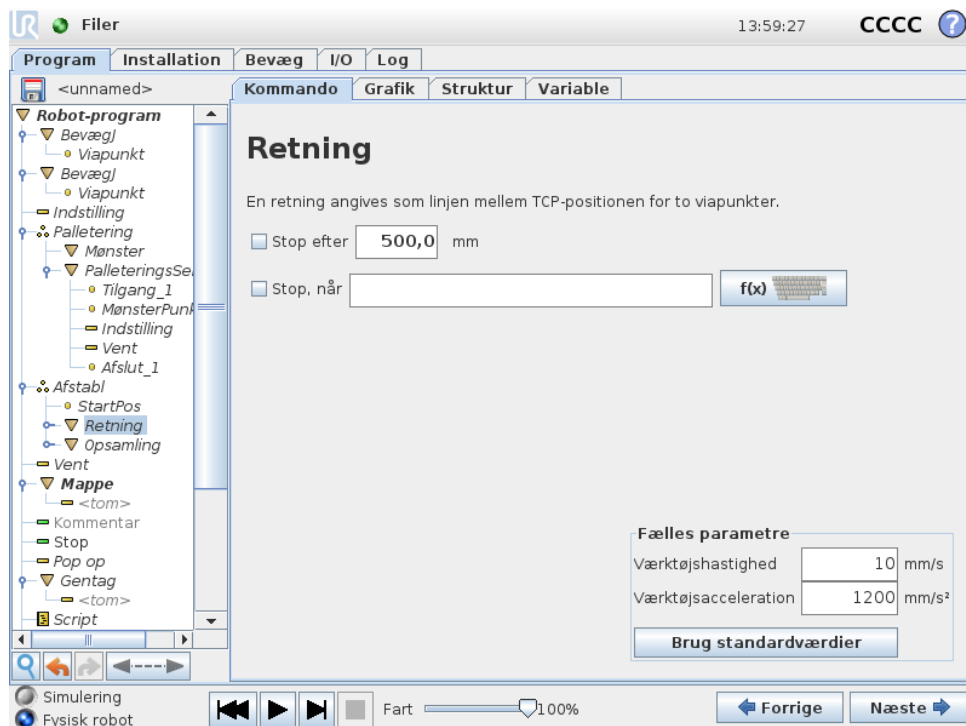 UR Filer 13:59:27 CCCC ?
Program Installation Bevæg I/O Log
<unnamed> Kommando Grafik Struktur Variable
Robot-program
BevægJ
Viapunkt
BevægJ
Viapunkt
Indstilling
Palletering
Mønster
PalleteringsSe
Tilgang_1
MønsterPunk
Indstilling
Vent
Afslut_1
Afstabl
StartPos
Retning
Opsamling
Vent
Mappe
<tom>
Kommentar
Stop
Pop op
Gentag
<tom>
Script
Retning
En retning angives som linjen mellem TCP-positionen for to viapunkter.
Stop efter 500,0 mm
Stop, når f(x)
Fælles parametre
Værktøjshastighed 10 mm/s
Værktøjsacceleration 1200 mm/s²
Brug standardværdier
Simulering
Fysisk robot
Fart 100%
Forrige Næste